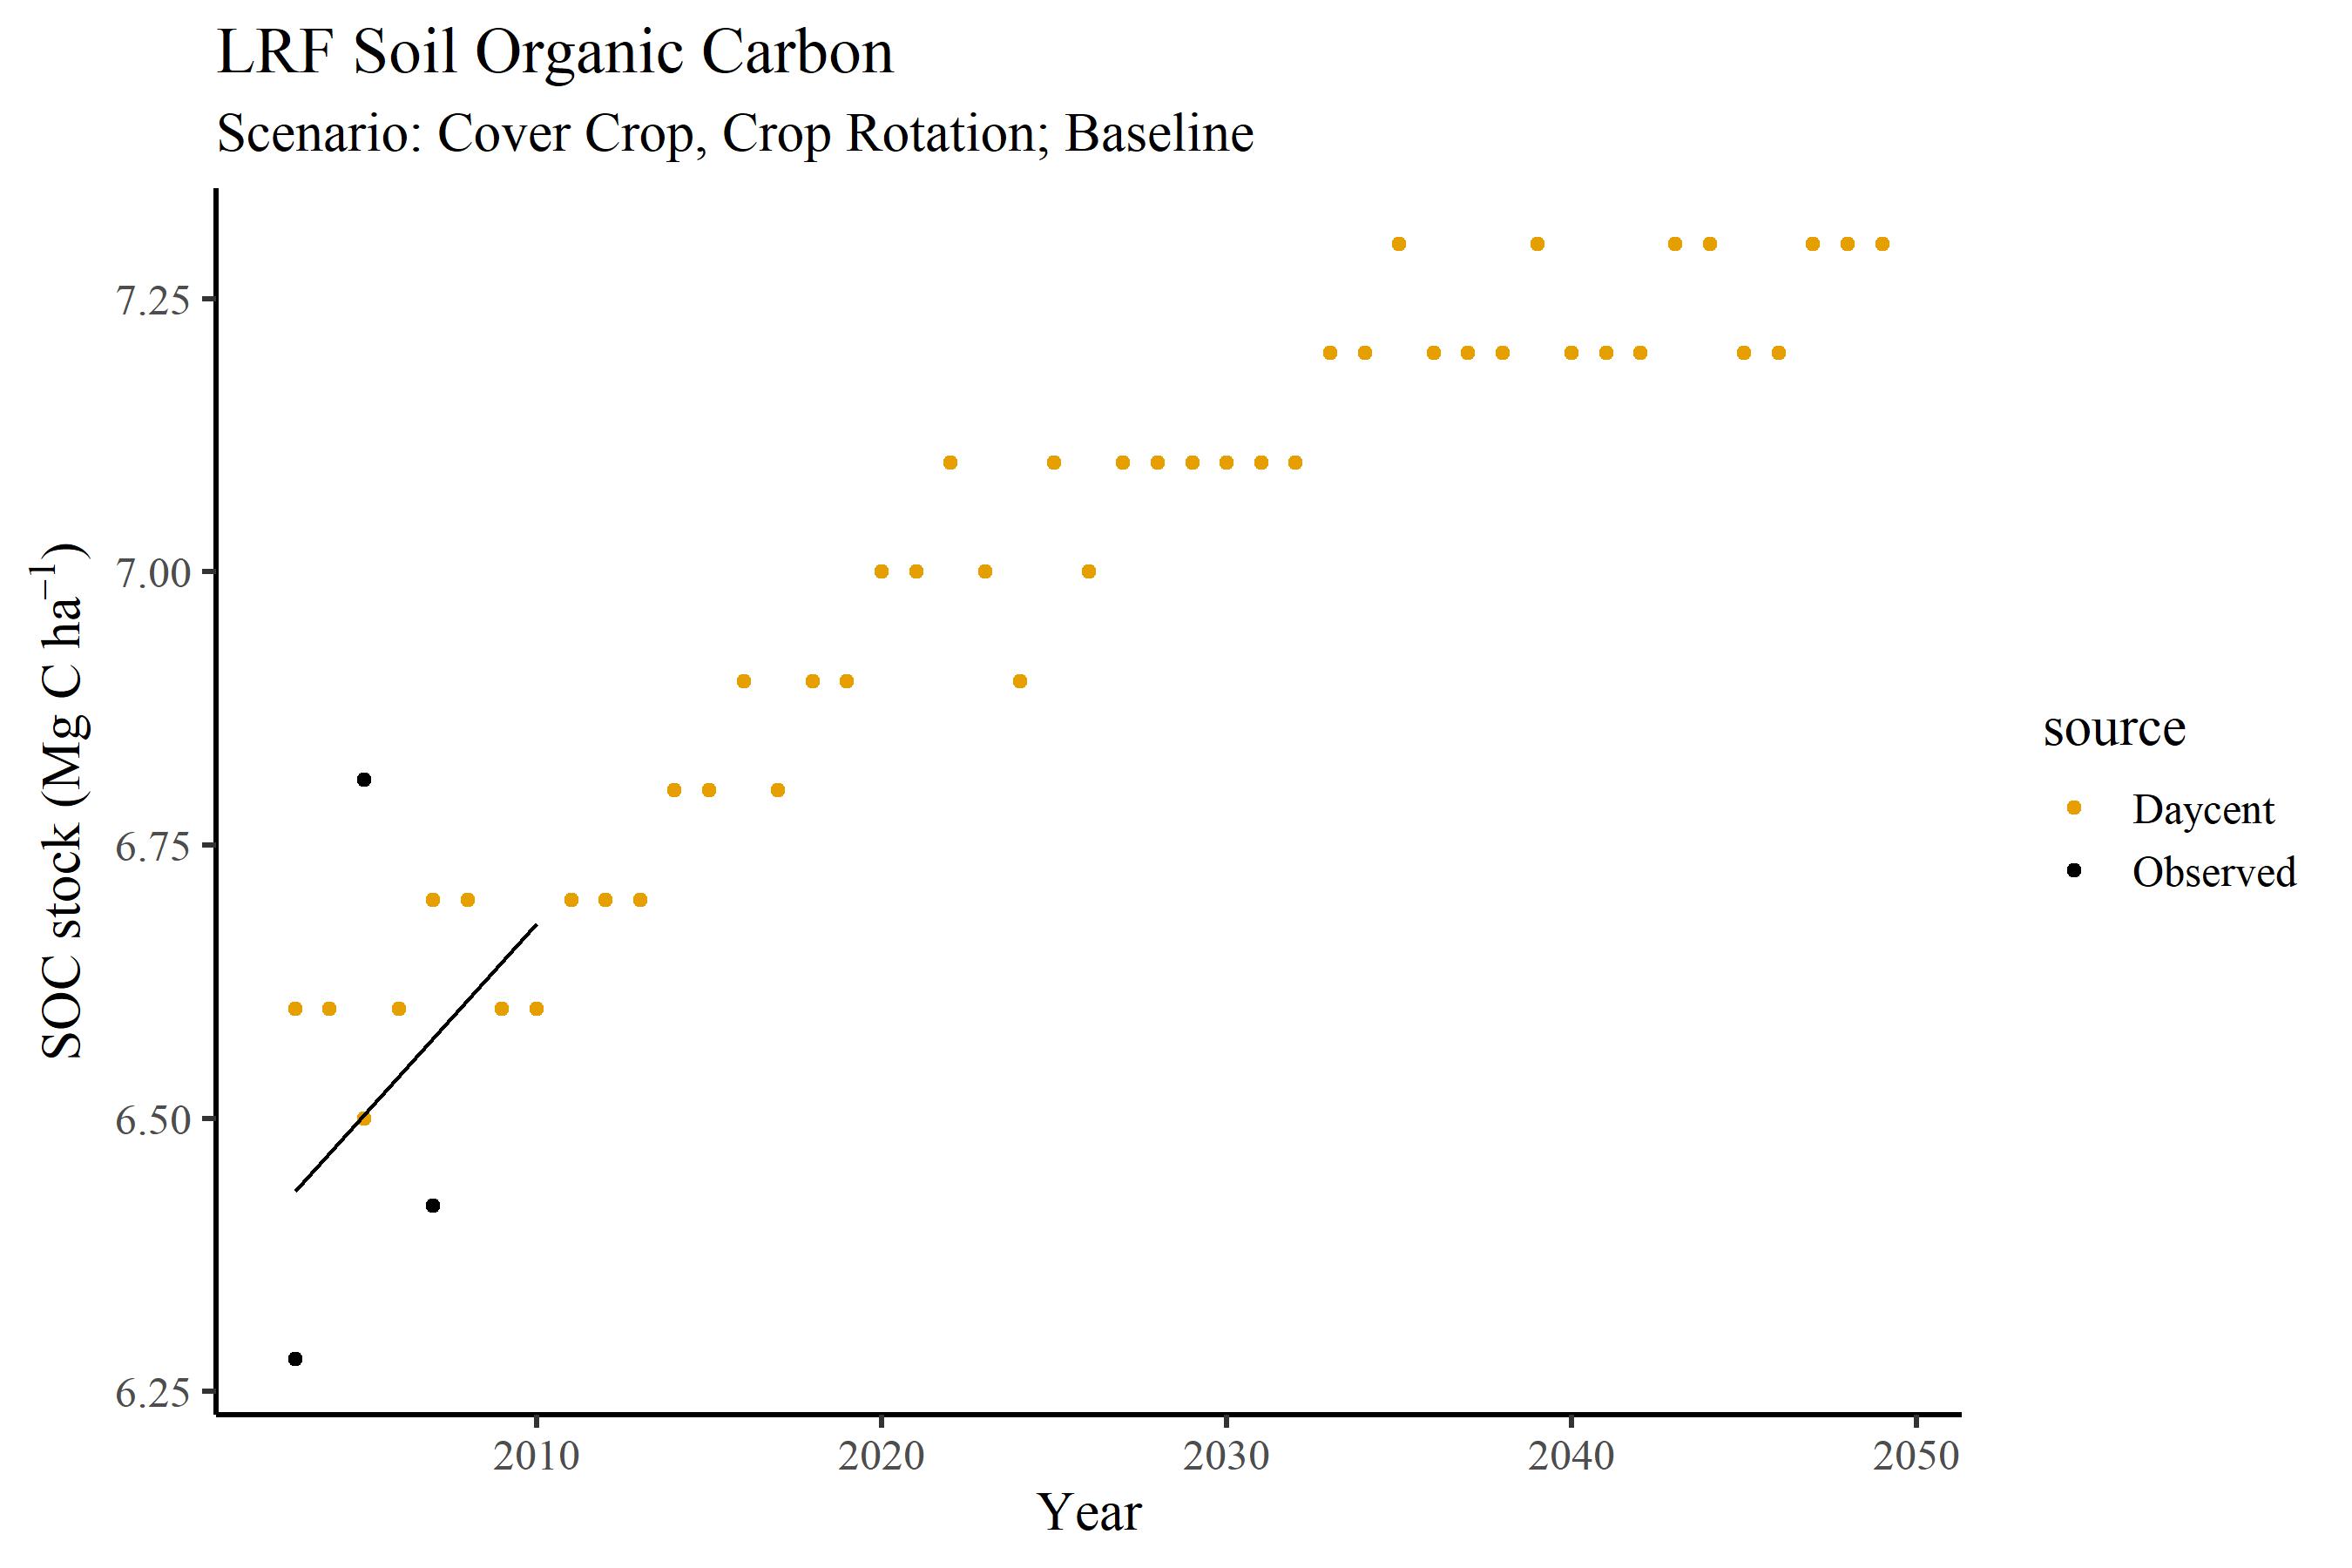 LRF Soil Organic Carbon
Scenario: Cover Crop, Crop Rotation; Baseline
SOC stock (Mg C ha⁻¹)
7.25
7.00
6.75
6.50
6.25
2010 2020 2030 2040 2050
Year
source
Daycent
Observed